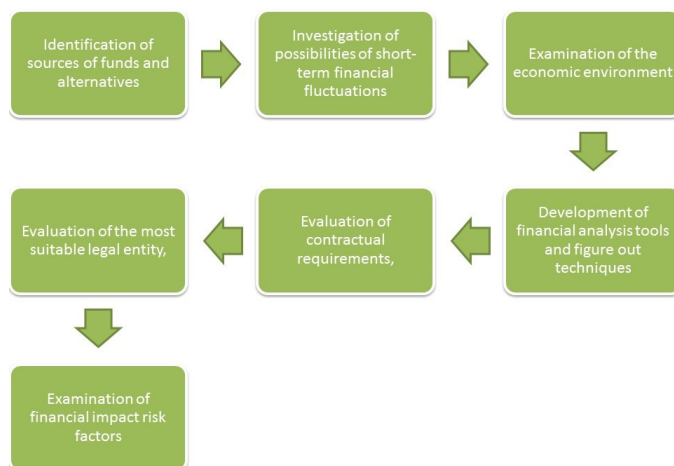 Identification of
sources of funds and
alternatives
Investigation of
possibilities of short-
term financial
fluctuations
Examination of the
economic environment
Development of
financial analysis tools
and figure out
techniques
Evaluation of
contractual
requirements,
Evaluation of the most
suitable legal entity,
Examination of
financial impact risk
factors